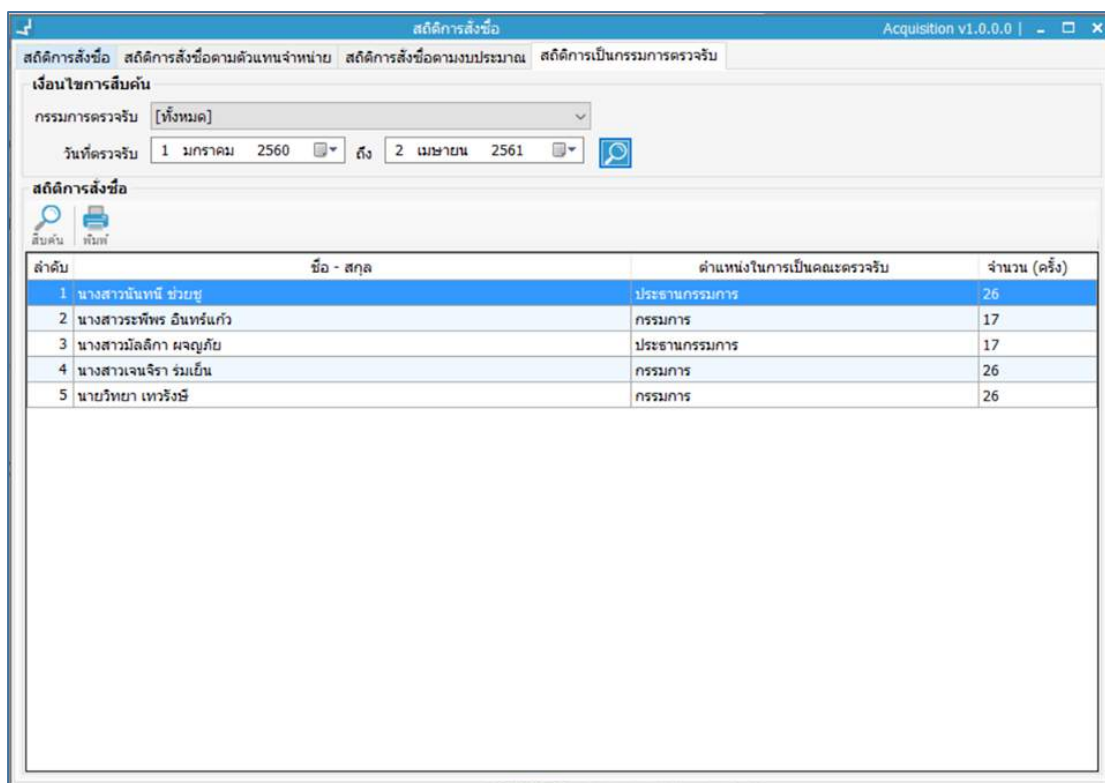 สถิติการสั่งซื้อ Acquisition v1.0.0.0 |
สถิติการสั่งซื้อ สถิติการสั่งซื้อตามตัวแทนจำหน่าย สถิติการสั่งซื้อตามงบประมาณ สถิติการเป็นกรรมการตรวจรับ
เงื่อนไขการสืบค้น
กรรมการตรวจรับ [ทั้งหมด]
วันที่ตรวจรับ 1 มกราคม 2560 ถึง 2 เมษายน 2561
สถิติการสั่งซื้อ
สืบค้น พิมพ์
ลำดับ ชื่อ - สกุล ตำแหน่งในการเป็นคณะตรวจรับ จำนวน (ครั้ง)
1 นางสาวนันทนี ช่วยชู ประธานกรรมการ 26
2 นางสาวระพีพร อินทร์แก้ว กรรมการ 17
3 นางสาวมัลลิกา ผจญภัย ประธานกรรมการ 17
4 นางสาวเจนจิรา ร่มเย็น กรรมการ 26
5 นายวิทยา เทวรังษี กรรมการ 26